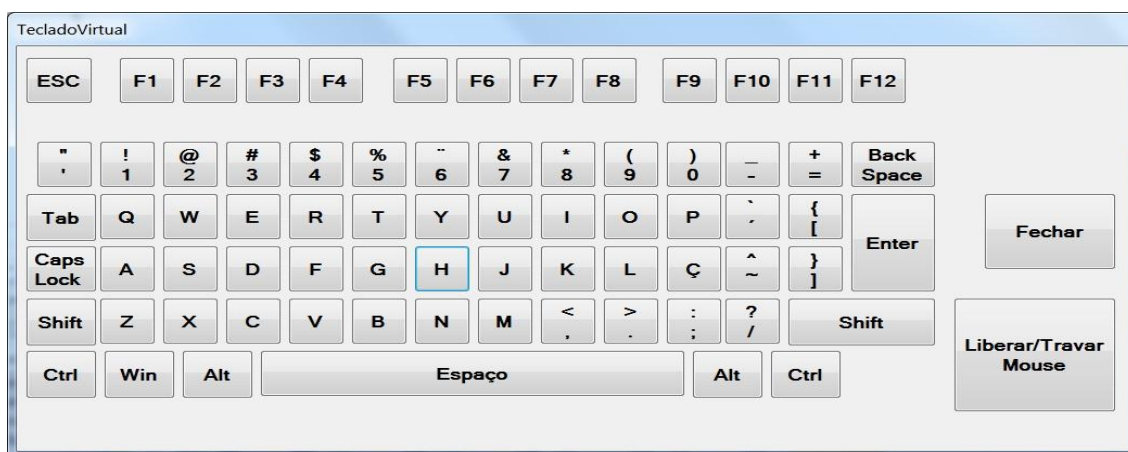 TecladoVirtual
ESC F1 F2 F3 F4 F5 F6 F7 F8 F9 F10 F11 F12
" ! @ # $ % ¨ & * ( ) _ + Back
' 1 2 3 4 5 6 7 8 9 0 - = Space
Tab Q W E R T Y U I O P ` ´ { [ Enter
Fechar
Caps Lock A S D F G H J K L Ç ^ ~ } ]
Shift Z X C V B N M < , > . : ; ? / Shift
Liberar/Travar
Mouse
Ctrl Win Alt Espaço Alt Ctrl